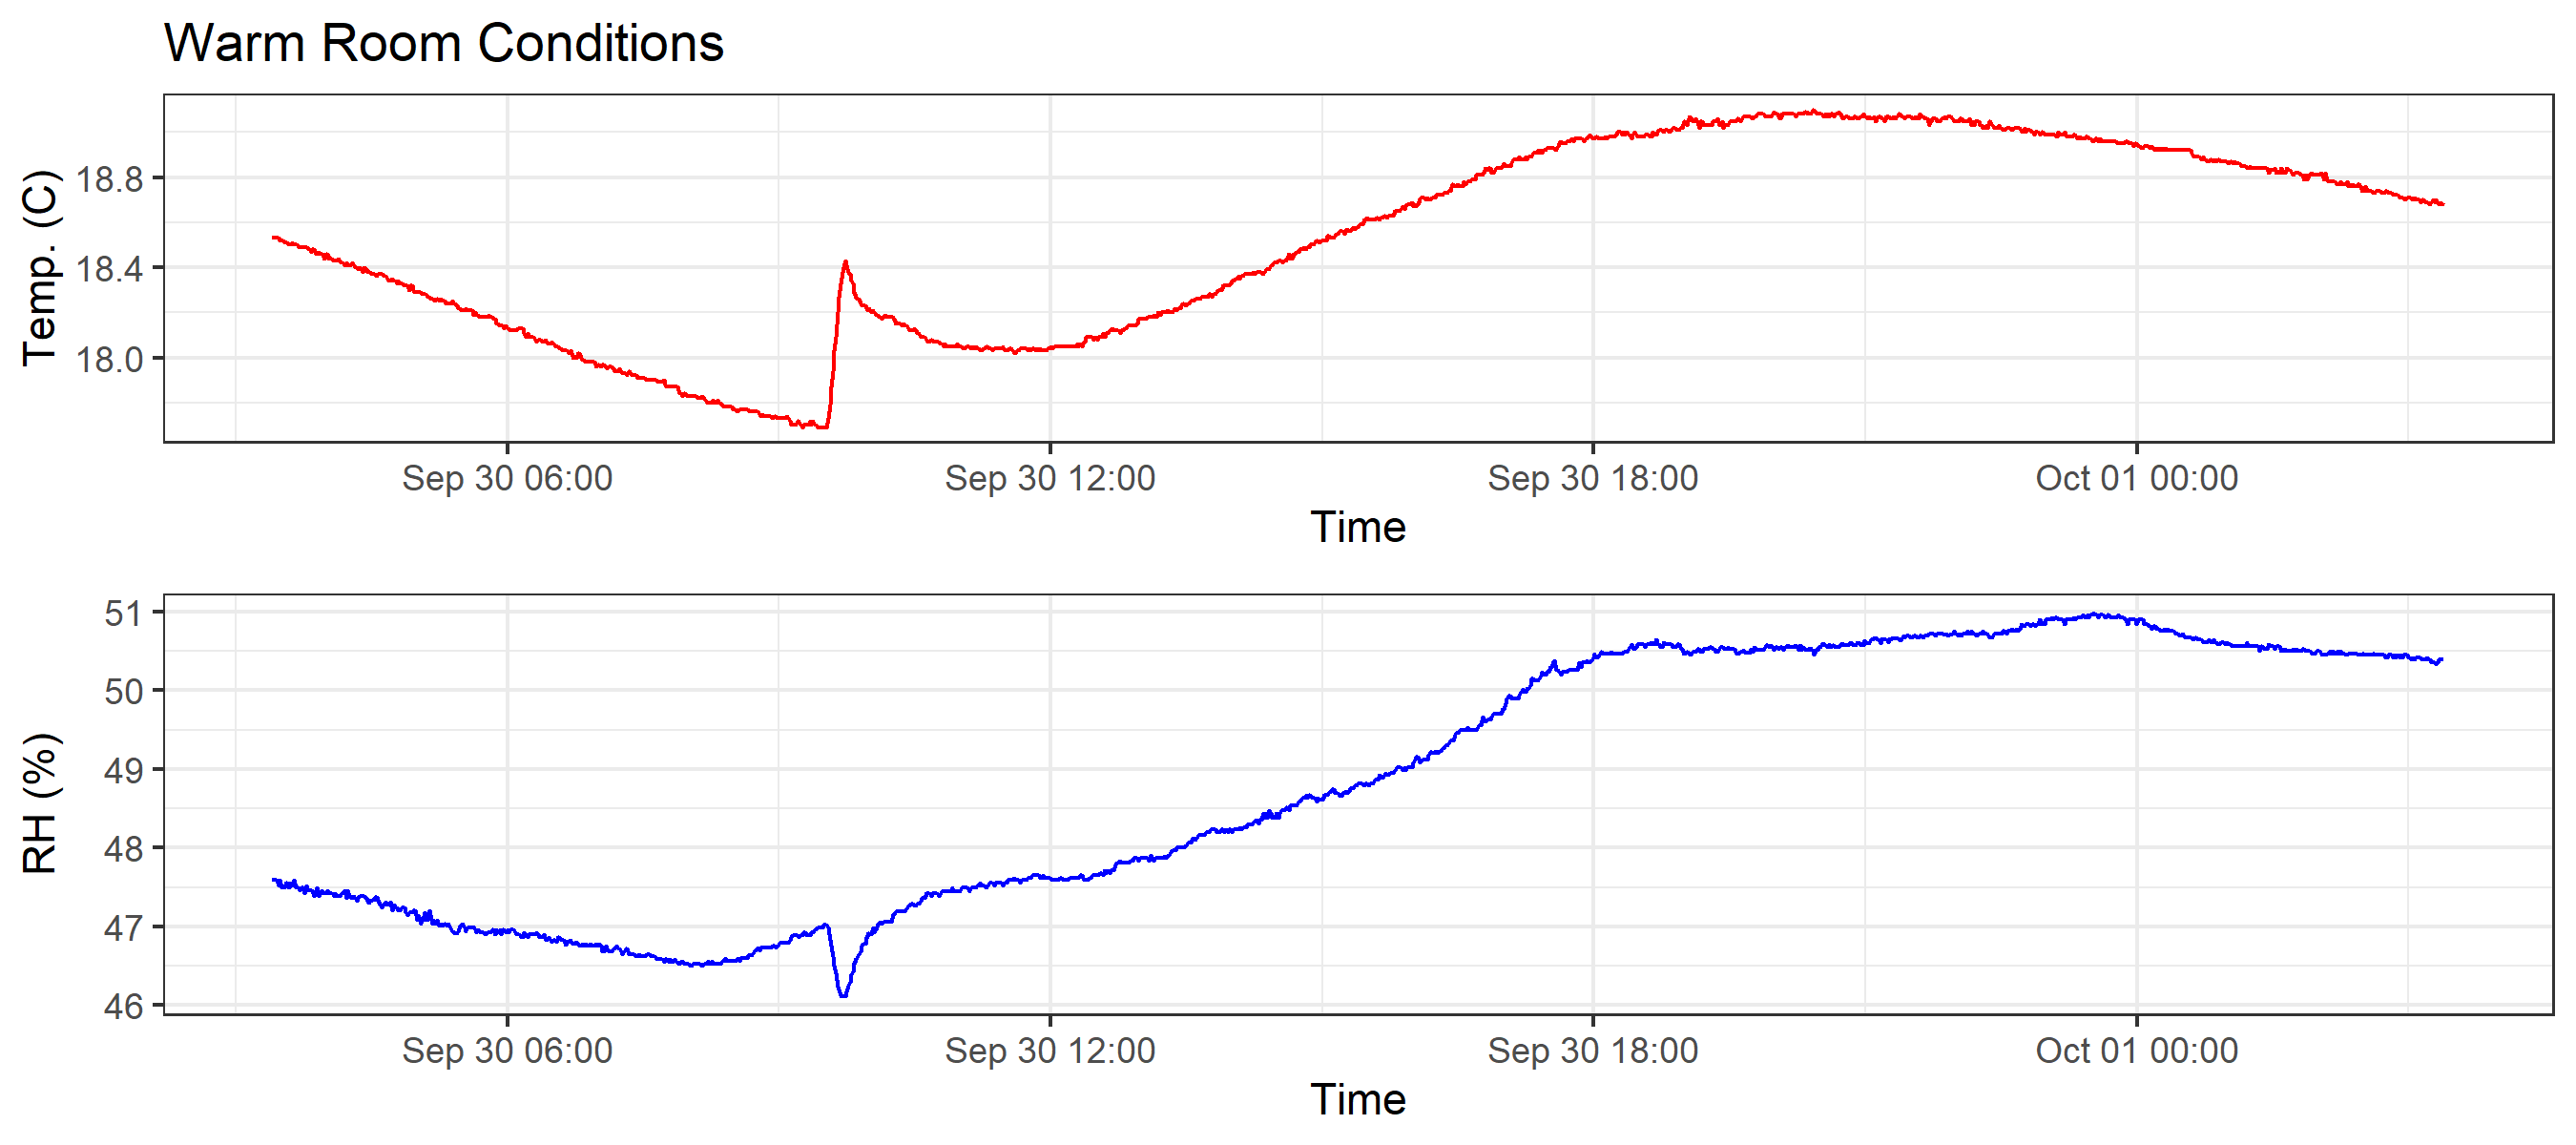 Warm Room Conditions
Temp. (C)
18.8
18.4
18.0
Sep 30 06:00 Sep 30 12:00 Sep 30 18:00 Oct 01 00:00
Time
RH (%)
51
50
49
48
47
46
Sep 30 06:00 Sep 30 12:00 Sep 30 18:00 Oct 01 00:00
Time